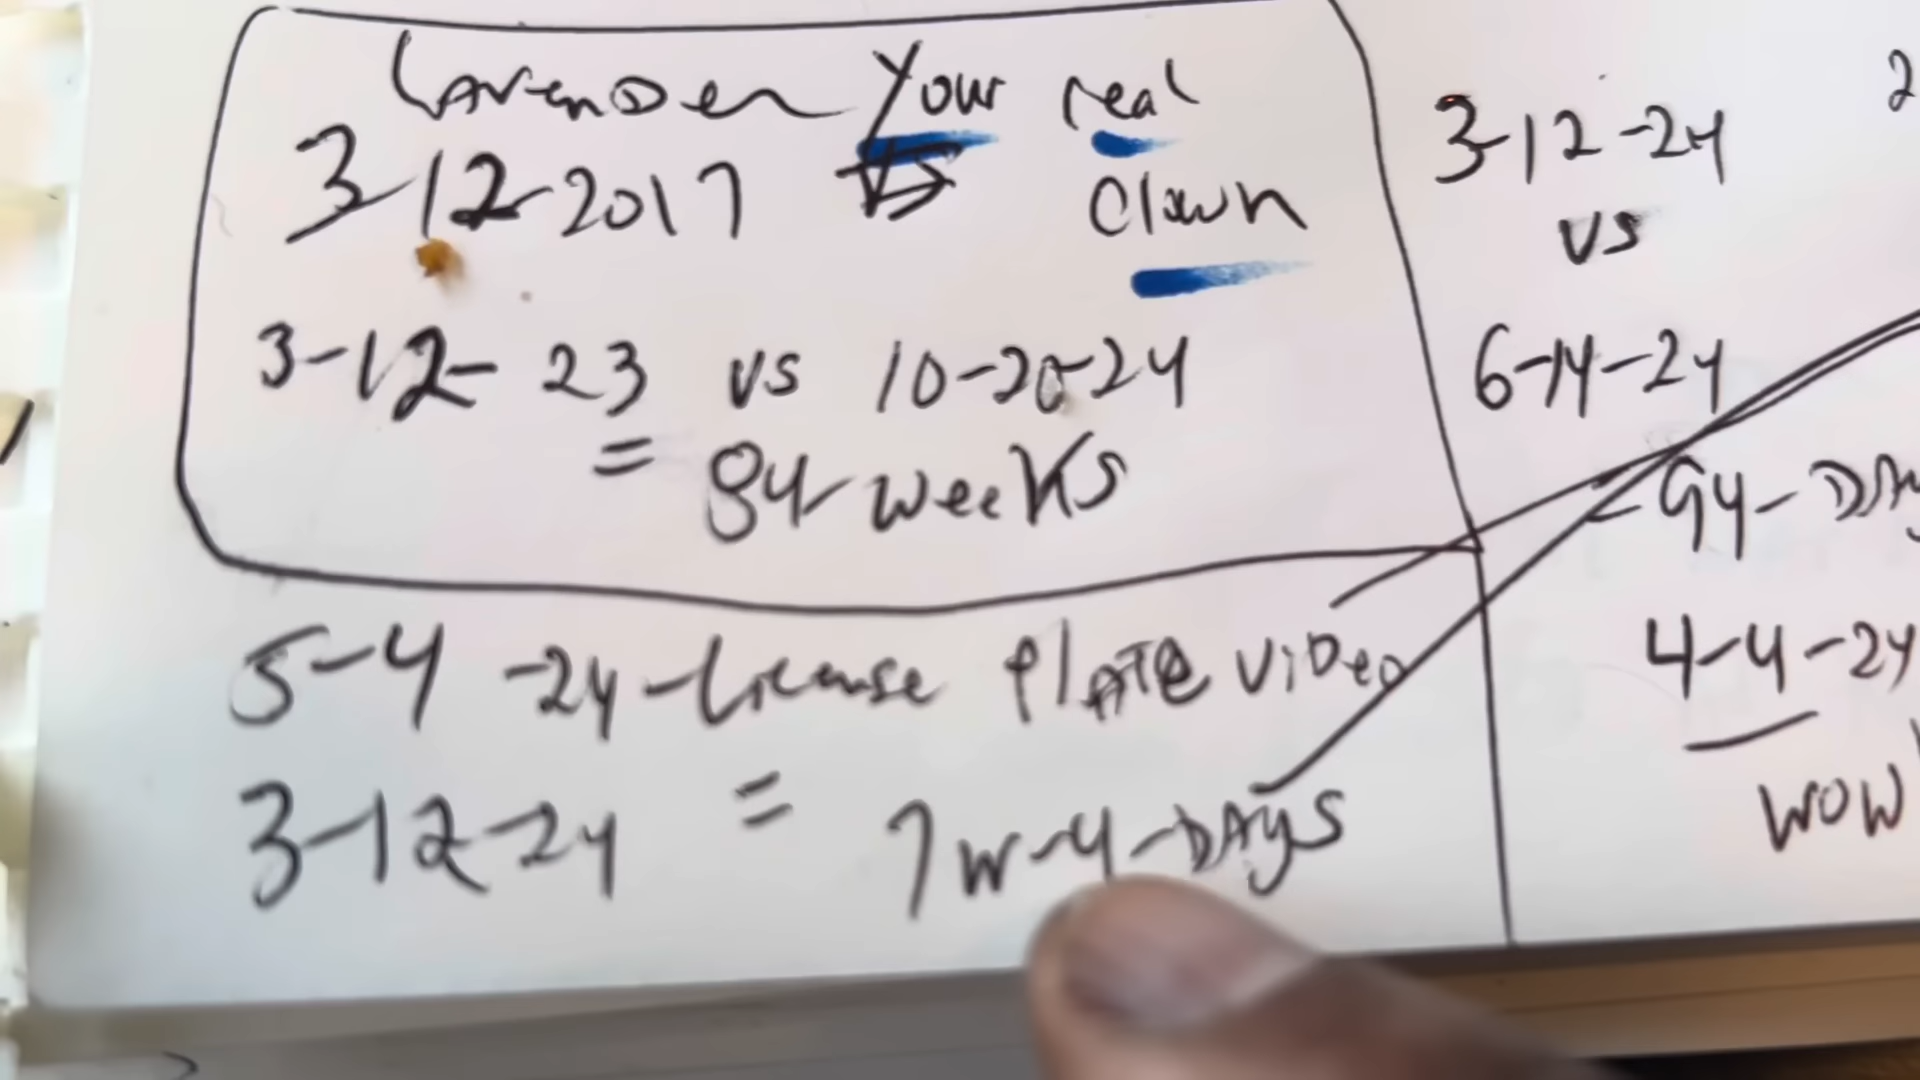 Lavender Your real
3-12-2017 VS Clown
3-12-23 vs 10-20-24
= 84 weeks
5-4-24-License Plate Video
3-12-24 = 7W-4-DAYS
3-12-24
VS
6-14-24
94-DAY
4-4-24
WOW
2